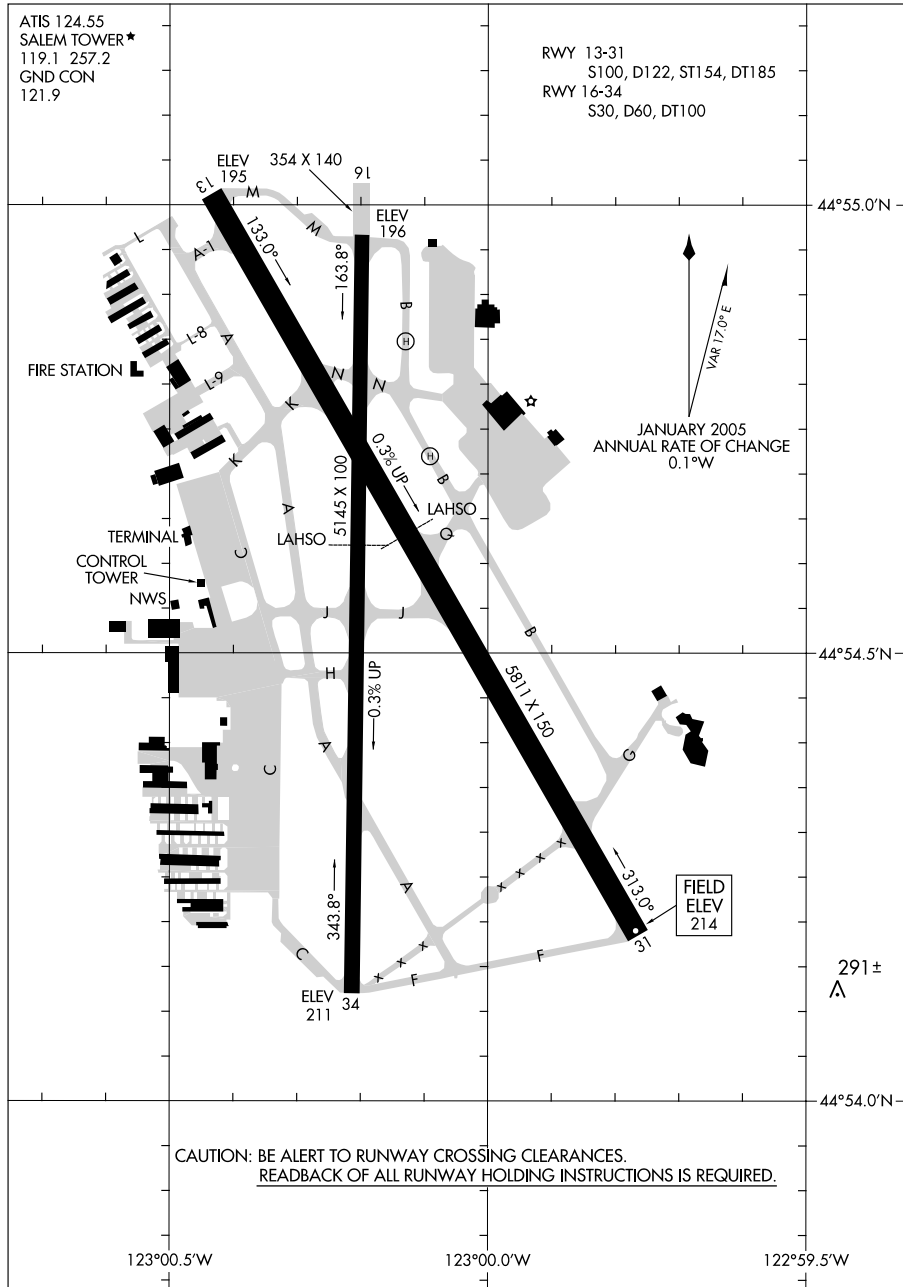 ATIS 124.55
SALEM TOWER★
119.1 257.2
GND CON
121.9
RWY 13-31
S100, D122, ST154, DT185
RWY 16-34
S30, D60, DT100
ELEV
195
354 X 140
16
13
M
ELEV
196
44°55.0'N
L
A-1
133.0°
M
163.8°
B
H
VAR 17.0° E
L-8
A
FIRE STATION
L-9
N
N
K
JANUARY 2005
ANNUAL RATE OF CHANGE
0.1°W
K
0.3% UP
H
B
A
5145 X 100
LAHSO
LAHSO
Q
TERMINAL
C
CONTROL
TOWER
NWS
J
J
B
44°54.5'N
H
0.3% UP
5811 X 150
A
C
G
343.8°
A
313.0°
FIELD
ELEV
214
31
C
F
F
x x x x
x x x
291±
ELEV
211
34
44°54.0'N
CAUTION: BE ALERT TO RUNWAY CROSSING CLEARANCES.
READBACK OF ALL RUNWAY HOLDING INSTRUCTIONS IS REQUIRED.
123°00.5'W
123°00.0'W
122°59.5'W